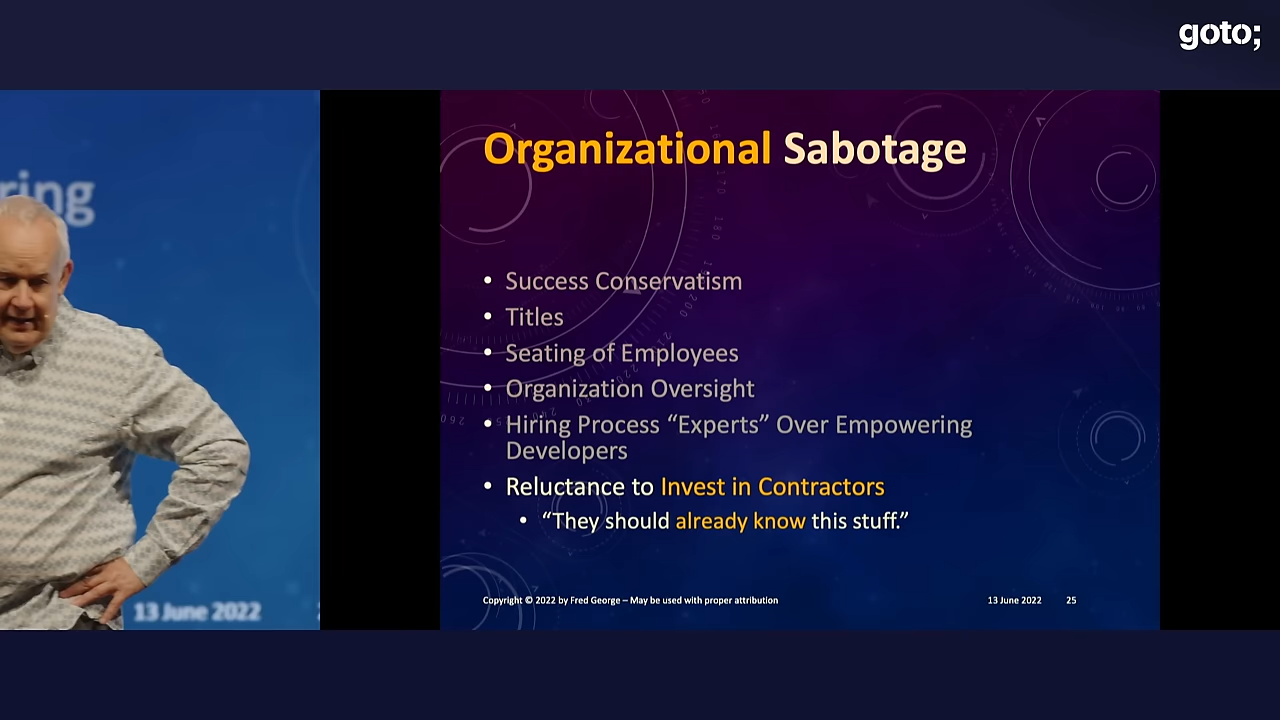 goto;
ring
13 June 2022
Organizational Sabotage
• Success Conservatism
• Titles
• Seating of Employees
• Organization Oversight
• Hiring Process “Experts” Over Empowering
Developers
• Reluctance to Invest in Contractors
• “They should already know this stuff.”
Copyright © 2022 by Fred George – May be used with proper attribution
13 June 2022 25